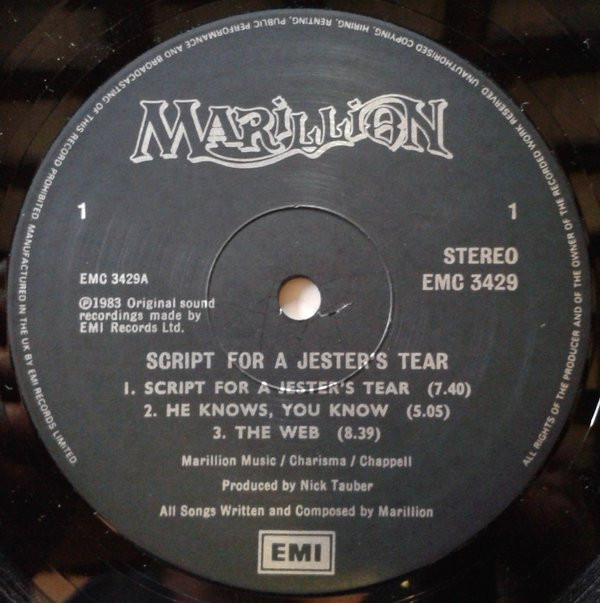 MARILLION
1
1
STEREO
EMC 3429A
EMC 3429
Ⓟ1983 Original sound
recordings made by
EMI Records Ltd.
SCRIPT FOR A JESTER'S TEAR
1. SCRIPT FOR A JESTER'S TEAR (7.40)
2. HE KNOWS, YOU KNOW (5.05)
3. THE WEB (8.39)
Marillion Music / Charisma / Chappell
Produced by Nick Tauber
All Songs Written and Composed by Marillion
EMI
ALL RIGHTS OF THE PRODUCER AND OF THE OWNER OF THE RECORDED WORK RESERVED. UNAUTHORISED COPYING, HIRING, RENTING, PUBLIC PERFORMANCE AND BROADCASTING OF THIS RECORD PROHIBITED. MANUFACTURED IN THE UK BY EMI RECORDS LIMITED.